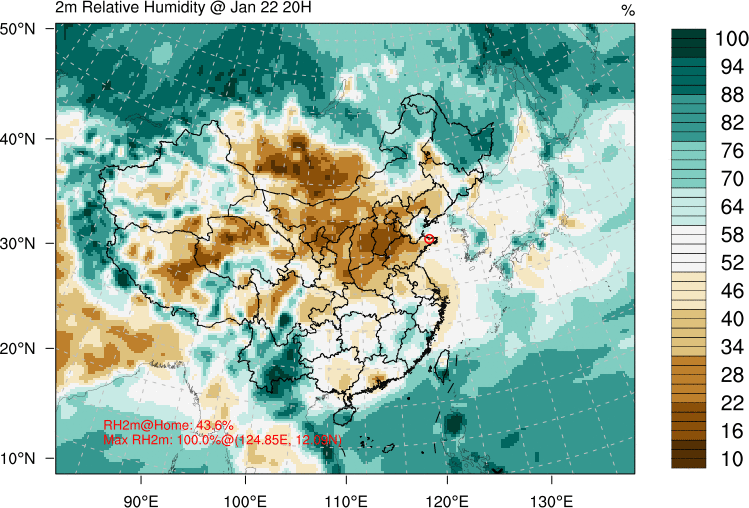 2m Relative Humidity @ Jan 22 20H
%
50°N
40°N
30°N
20°N
10°N
90°E
100°E
110°E
120°E
130°E
100
94
88
82
76
70
64
58
52
46
40
34
28
22
16
10
RH2m@Home: 43.6%
Max RH2m: 100.0%@(124.85E,